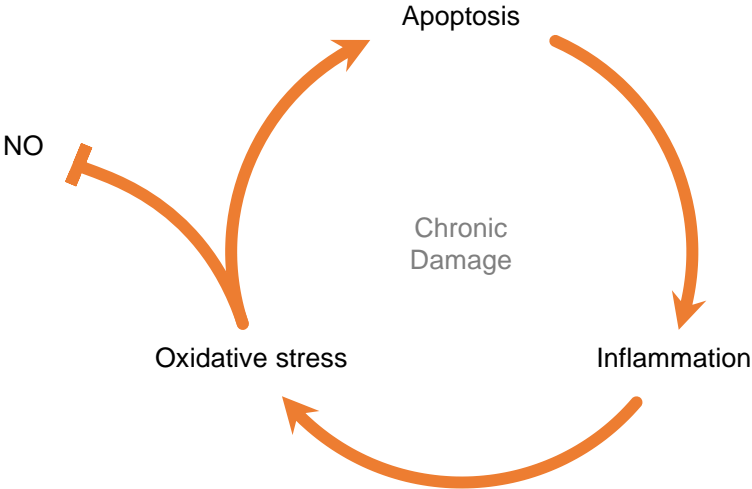 Apoptosis
NO
Chronic
Damage
Oxidative stress
Inflammation